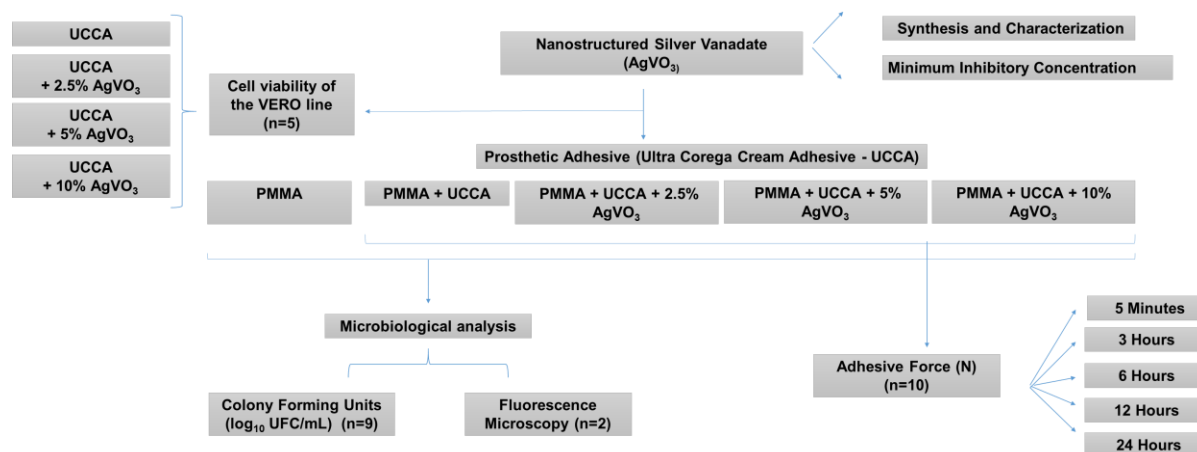 UCCA
UCCA
+ 2.5% AgVO₃
UCCA
+ 5% AgVO₃
UCCA
+ 10% AgVO₃
Cell viability of
the VERO line
(n=5)
Nanostructured Silver Vanadate
(AgVO₃)
Synthesis and Characterization
Minimum Inhibitory Concentration
Prosthetic Adhesive (Ultra Corega Cream Adhesive - UCCA)
PMMA
PMMA + UCCA
PMMA + UCCA + 2.5%
AgVO₃
PMMA + UCCA + 5%
AgVO₃
PMMA + UCCA + 10%
AgVO₃
Microbiological analysis
Colony Forming Units
(log₁₀ UFC/mL) (n=9)
Fluorescence
Microscopy (n=2)
Adhesive Force (N)
(n=10)
5 Minutes
3 Hours
6 Hours
12 Hours
24 Hours